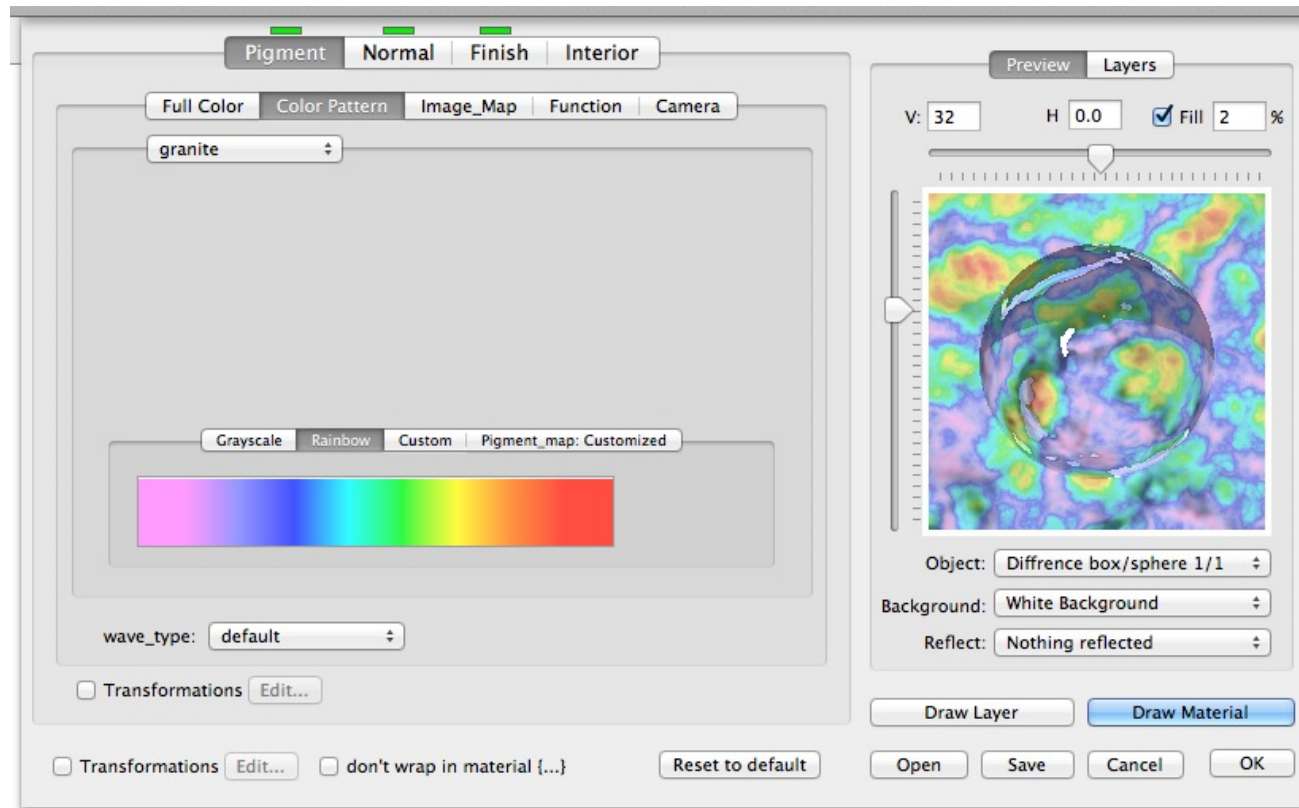 Pigment Normal Finish Interior
Full Color Color Pattern Image_Map Function Camera
granite
Grayscale Rainbow Custom Pigment_map: Customized
wave_type: default
Transformations Edit...
Transformations Edit... don't wrap in material {...} Reset to default
Preview Layers
V: 32 H 0.0 Fill 2 %
Object: Diffrence box/sphere 1/1
Background: White Background
Reflect: Nothing reflected
Draw Layer Draw Material
Open Save Cancel OK